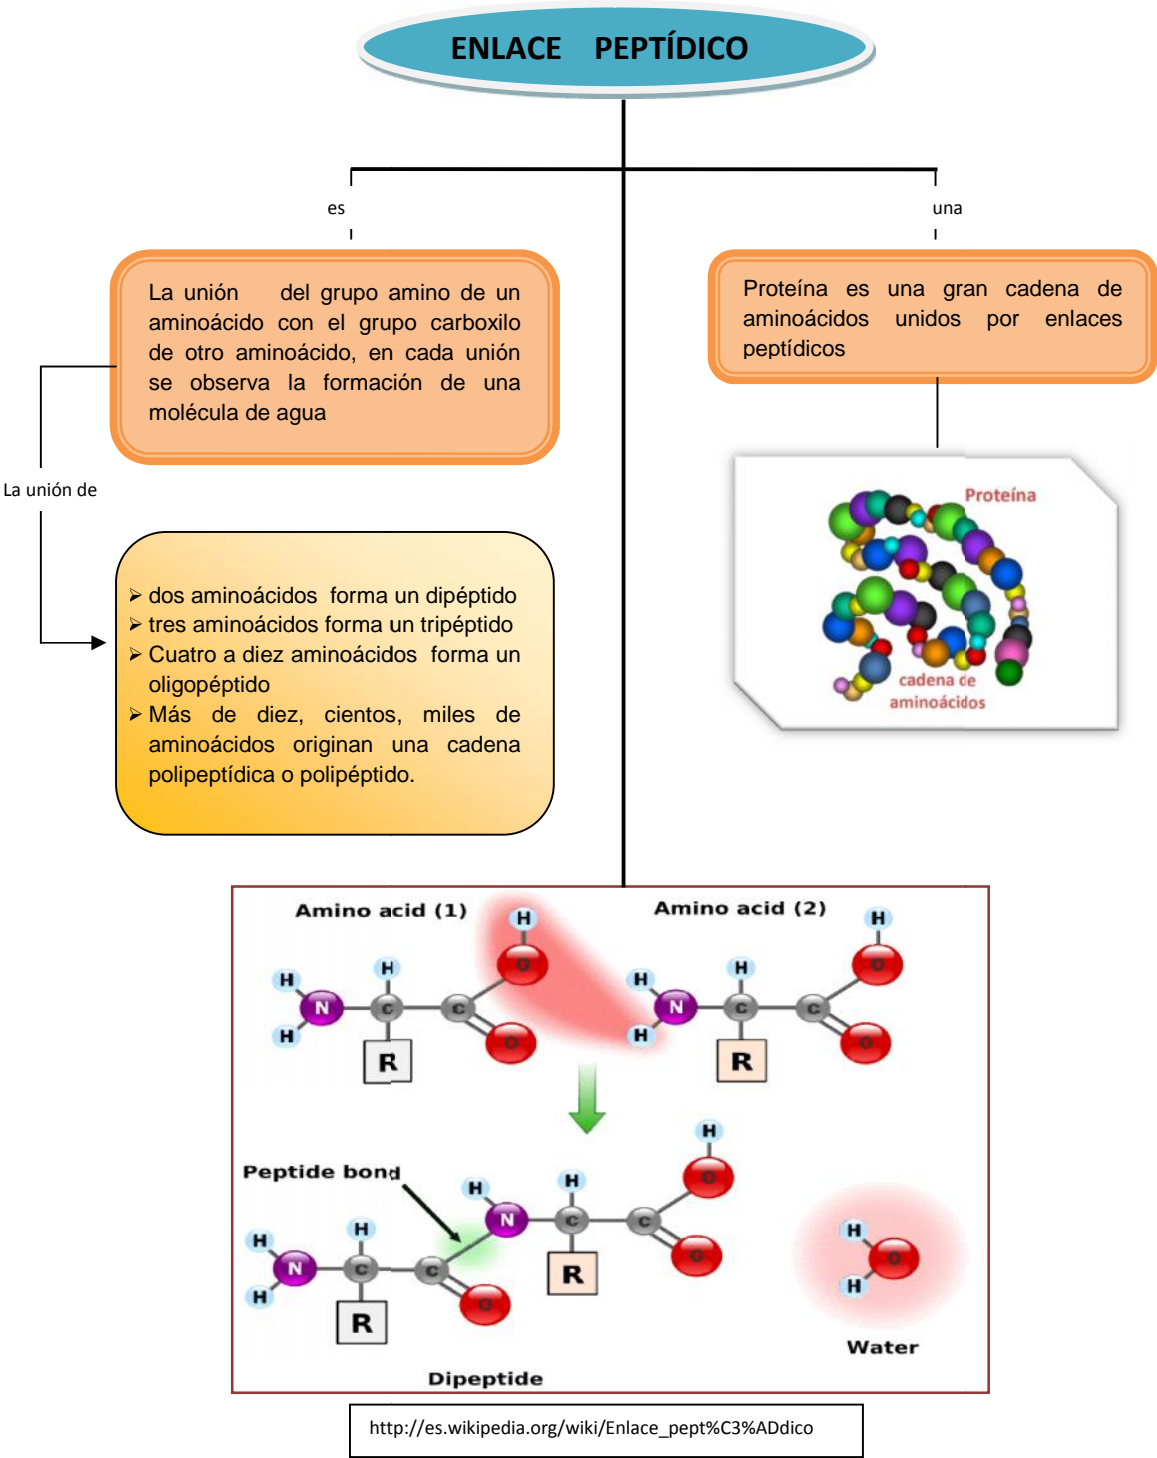 ENLACE PEPTÍDICO
es
una
La unión del grupo amino de un
aminoácido con el grupo carboxilo
de otro aminoácido, en cada unión
se observa la formación de una
molécula de agua
Proteína es una gran cadena de
aminoácidos unidos por enlaces
peptídicos
La unión de
Proteína
cadena de
aminoácidos
➢ dos aminoácidos forma un dipéptido
➢ tres aminoácidos forma un tripéptido
➢ Cuatro a diez aminoácidos forma un
oligopéptido
➢ Más de diez, cientos, miles de
aminoácidos originan una cadena
polipeptídica o polipéptido.
Amino acid (1)
Amino acid (2)
H H
O O
H H H H
N C C N C C
H O H O
R R
H
Peptide bond
O
H H
N C C
H H O H
N C C R O
H O H
R
Water
Dipeptide
http://es.wikipedia.org/wiki/Enlace_pept%C3%ADdico